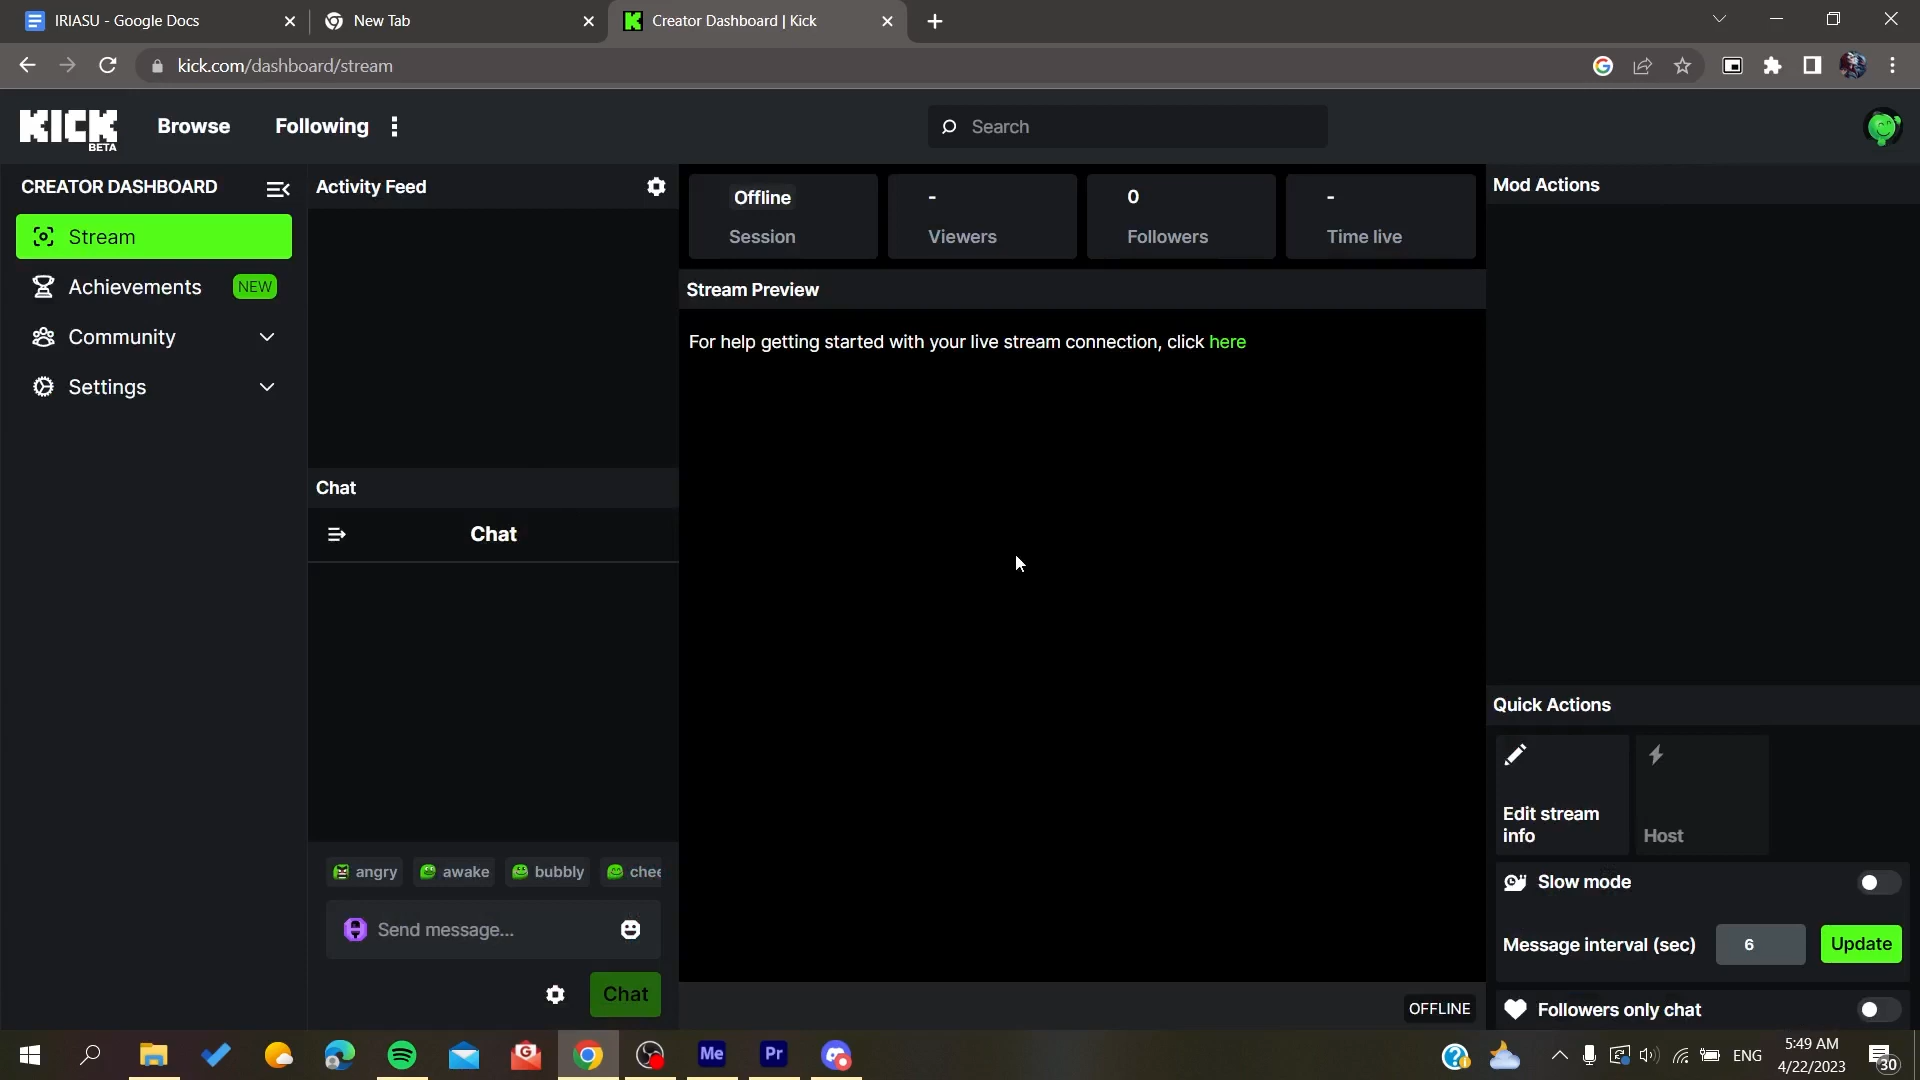 IRIASU - Google Docs
New Tab
Creator Dashboard | Kick
kick.com/dashboard/stream
KICK
BETA
Browse
Following
Search
CREATOR DASHBOARD
Stream
Achievements NEW
Community
Settings
Activity Feed
Chat
Chat
angry
awake
bubbly
chee
Send message...
Chat
Offline
Session
-
Viewers
0
Followers
-
Time live
Stream Preview
For help getting started with your live stream connection, click here
OFFLINE
Mod Actions
Quick Actions
Edit stream
info
Host
Slow mode
Message interval (sec) 6 Update
Followers only chat
Me
Pr
ENG
5:49 AM
4/22/2023
30